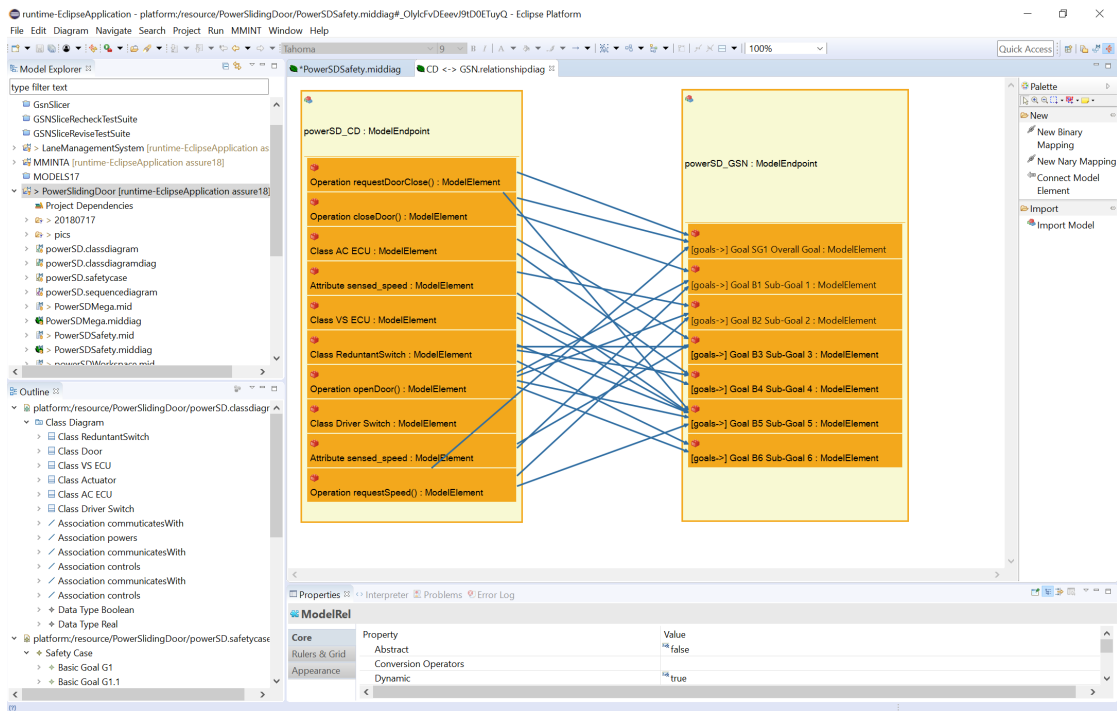 runtime-EclipseApplication - platform:/resource/PowerSlidingDoor/PowerSDSafety.middiag#_OlylcFvDEeevJ9tD0ETuyQ - Eclipse Platform
File Edit Diagram Navigate Search Project Run MMINT Window Help
Tahoma 9 B I A 100% Quick Access
Model Explorer
type filter text
GsnSlicer
GSNSliceRecheckTestSuite
GSNSliceReviseTestSuite
> LaneManagementSystem [runtime-EclipseApplication as
MMINTA [runtime-EclipseApplication assure18]
MODELS17
> PowerSlidingDoor [runtime-EclipseApplication assure18]
Project Dependencies
> 20180717
> pics
powerSD.classdiagram
powerSD.classdiagramdiag
powerSD.safetycase
powerSD.sequencediagram
> PowerSDMega.mid
PowerSDMega.middiag
> PowerSDSafety.mid
> PowerSDSafety.middiag
> powerSDWorkspace.mid
Outline
platform:/resource/PowerSlidingDoor/powerSD.classdiagr
Class Diagram
Class ReduntantSwitch
Class Door
Class VS ECU
Class Actuator
Class AC ECU
Class Driver Switch
Association commuticatesWith
Association powers
Association communicatesWith
Association controls
Association communicatesWith
Association controls
Data Type Boolean
Data Type Real
platform:/resource/PowerSlidingDoor/powerSD.safetycase
Safety Case
Basic Goal G1
Basic Goal G1.1
*PowerSDSafety.middiag
CD <-> GSN.relationshipdiag
powerSD_CD : ModelEndpoint
Operation requestDoorClose() : ModelElement
Operation closeDoor() : ModelElement
Class AC ECU : ModelElement
Attribute sensed_speed : ModelElement
Class VS ECU : ModelElement
Class ReduntantSwitch : ModelElement
Operation openDoor() : ModelElement
Class Driver Switch : ModelElement
Attribute sensed_speed : ModelElement
Operation requestSpeed() : ModelElement
powerSD_GSN : ModelEndpoint
[goals->] Goal SG1 Overall Goal : ModelElement
[goals->] Goal B1 Sub-Goal 1 : ModelElement
[goals->] Goal B2 Sub-Goal 2 : ModelElement
[goals->] Goal B3 Sub-Goal 3 : ModelElement
[goals->] Goal B4 Sub-Goal 4 : ModelElement
[goals->] Goal B5 Sub-Goal 5 : ModelElement
[goals->] Goal B6 Sub-Goal 6 : ModelElement
Palette
New
New Binary
Mapping
New Nary Mapping
Connect Model
Element
Import
Import Model
Properties Interpreter Problems Error Log
ModelRel
Core
Rulers & Grid
Appearance
Property Value
Abstract false
Conversion Operators
Dynamic true